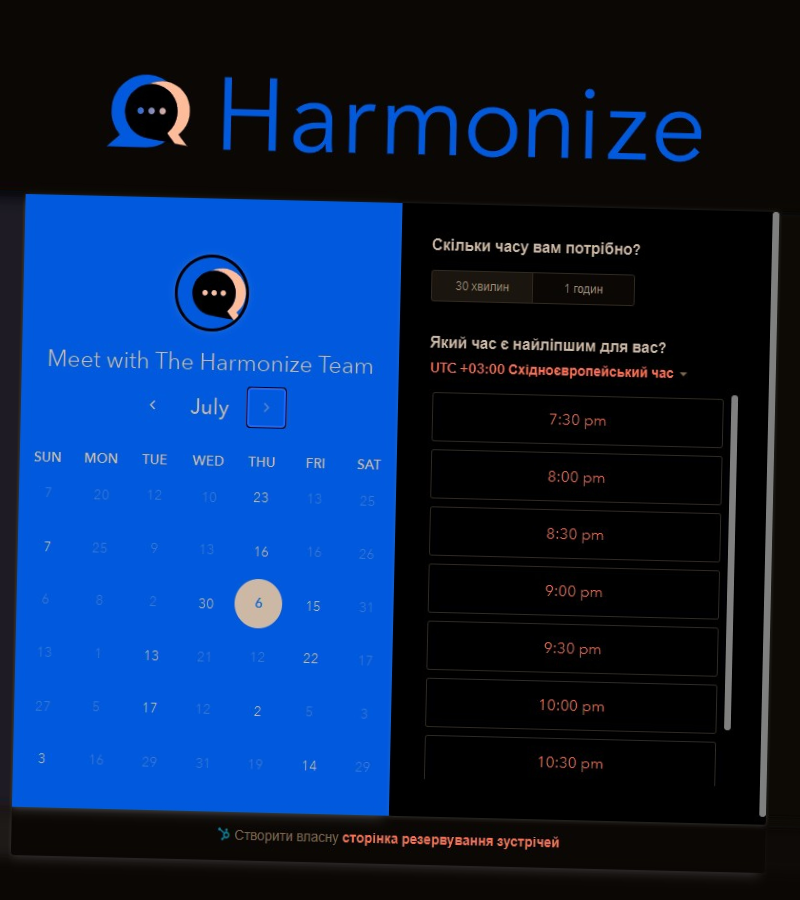 Harmonize
Meet with The Harmonize Team
July
SUN MON TUE WED THU FRI SAT
7 20 12 10 23 13 25
7 25 9 13 16 16 26
6 8 2 30 6 15 31
13 1 13 21 12 22 17
27 5 17 12 2 5 3
3 16 29 31 19 14 29
Скільки часу вам потрібно?
30 хвилин 1 годин
Який час є найліпшим для вас?
UTC +03:00 Східноєвропейський час
7:30 pm
8:00 pm
8:30 pm
9:00 pm
9:30 pm
10:00 pm
10:30 pm
Створити власну сторінка резервування зустрічей